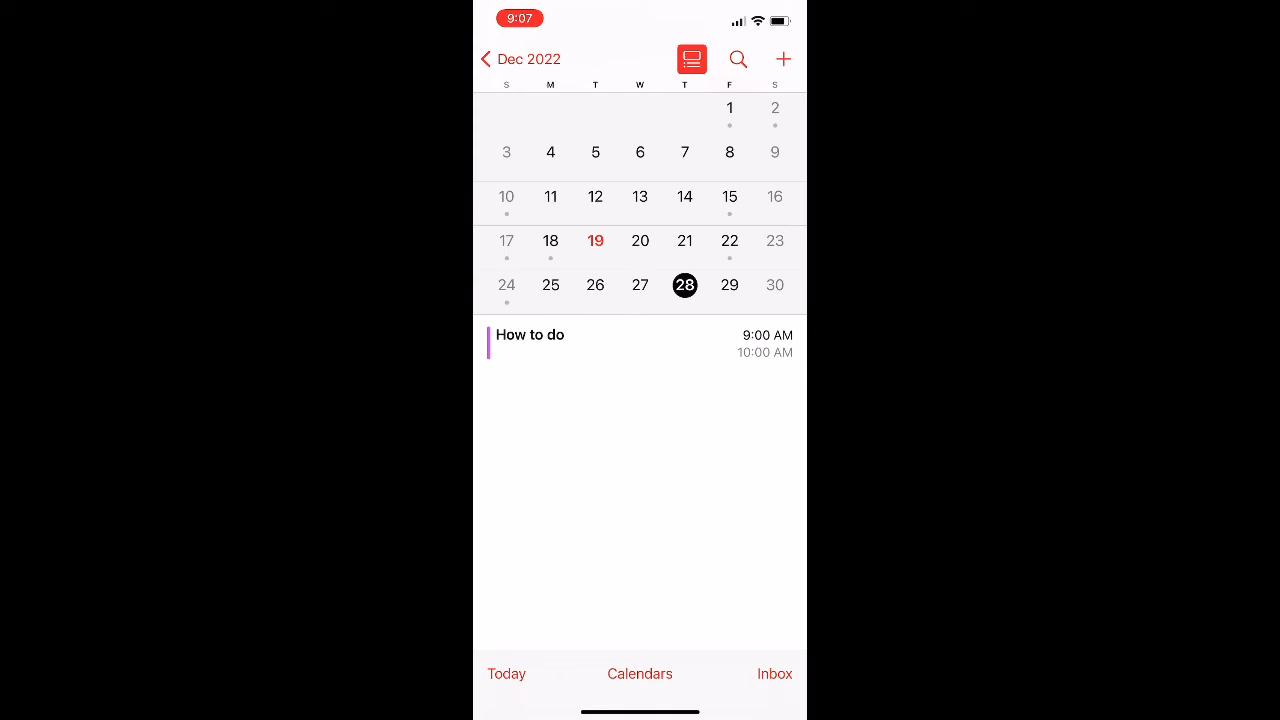 9:07
Dec 2022
S M T W T F S
1 2
3 4 5 6 7 8 9
10 11 12 13 14 15 16
17 18 19 20 21 22 23
24 25 26 27 28 29 30
How to do 9:00 AM
10:00 AM
Today Calendars Inbox